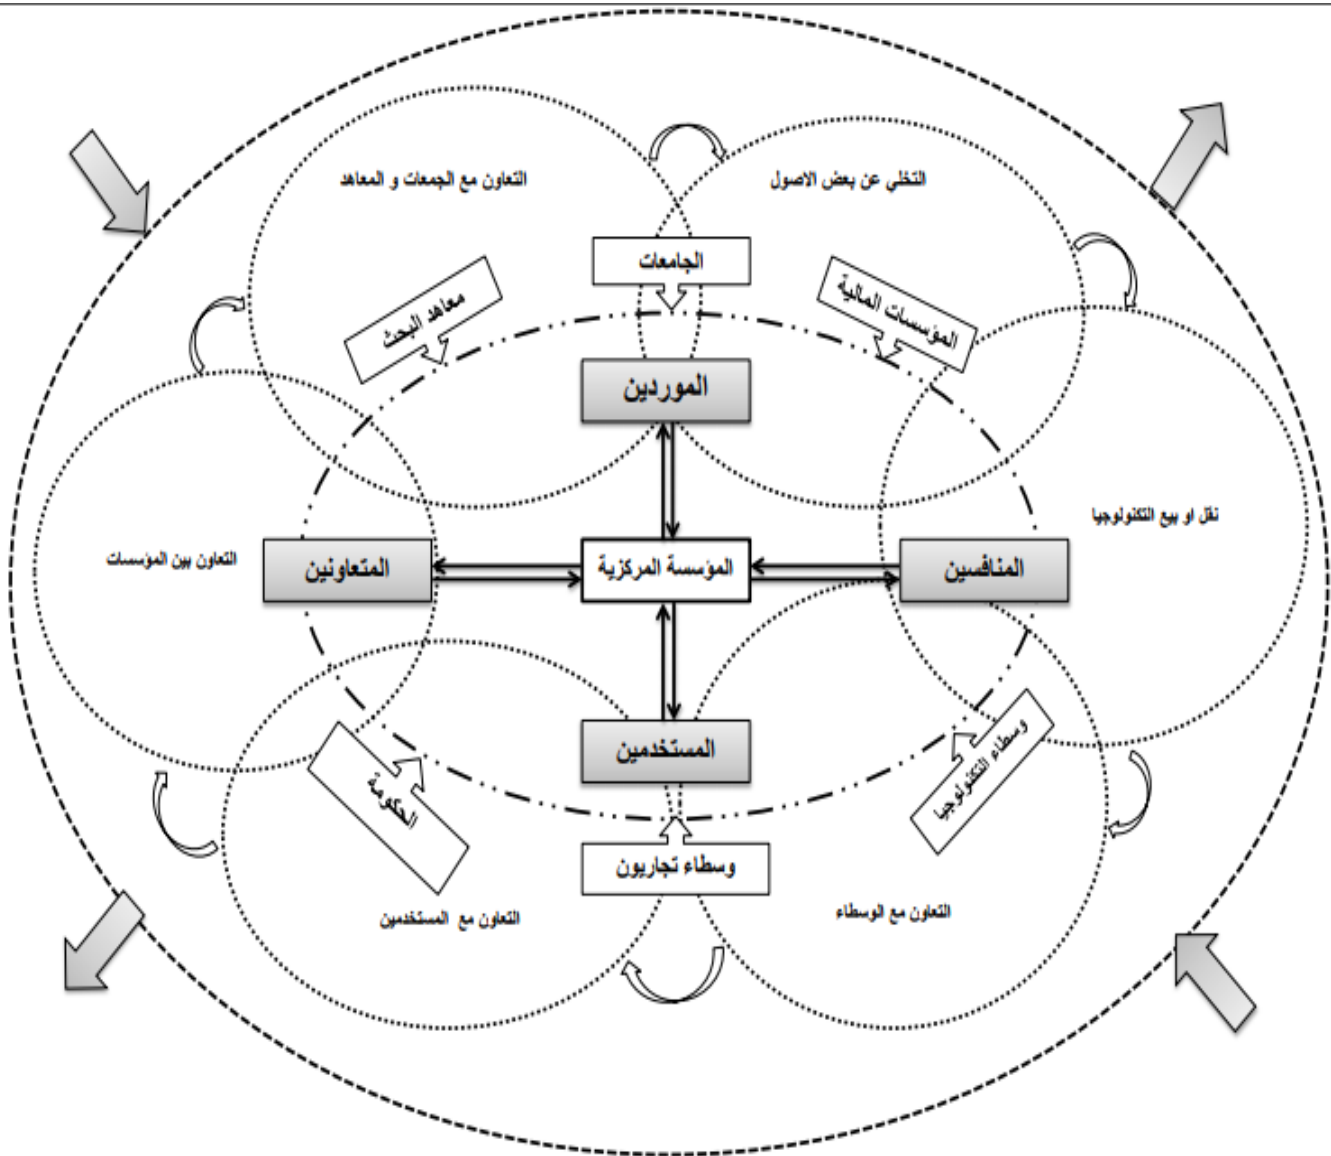 التعاون مع الجمعات و المعاهد
التخلي عن بعض الاصول
الجامعات
معاهد البحث
المؤسسات المالية
الموردين
نقل او بيع التكنولوجيا
التعاون بين المؤسسات
المتعاونين
المؤسسة المركزية
المنافسين
المستخدمين
الحكومة
وسطاء التكنولوجيا
وسطاء تجاريون
التعاون مع المستخدمين
التعاون مع الوسطاء